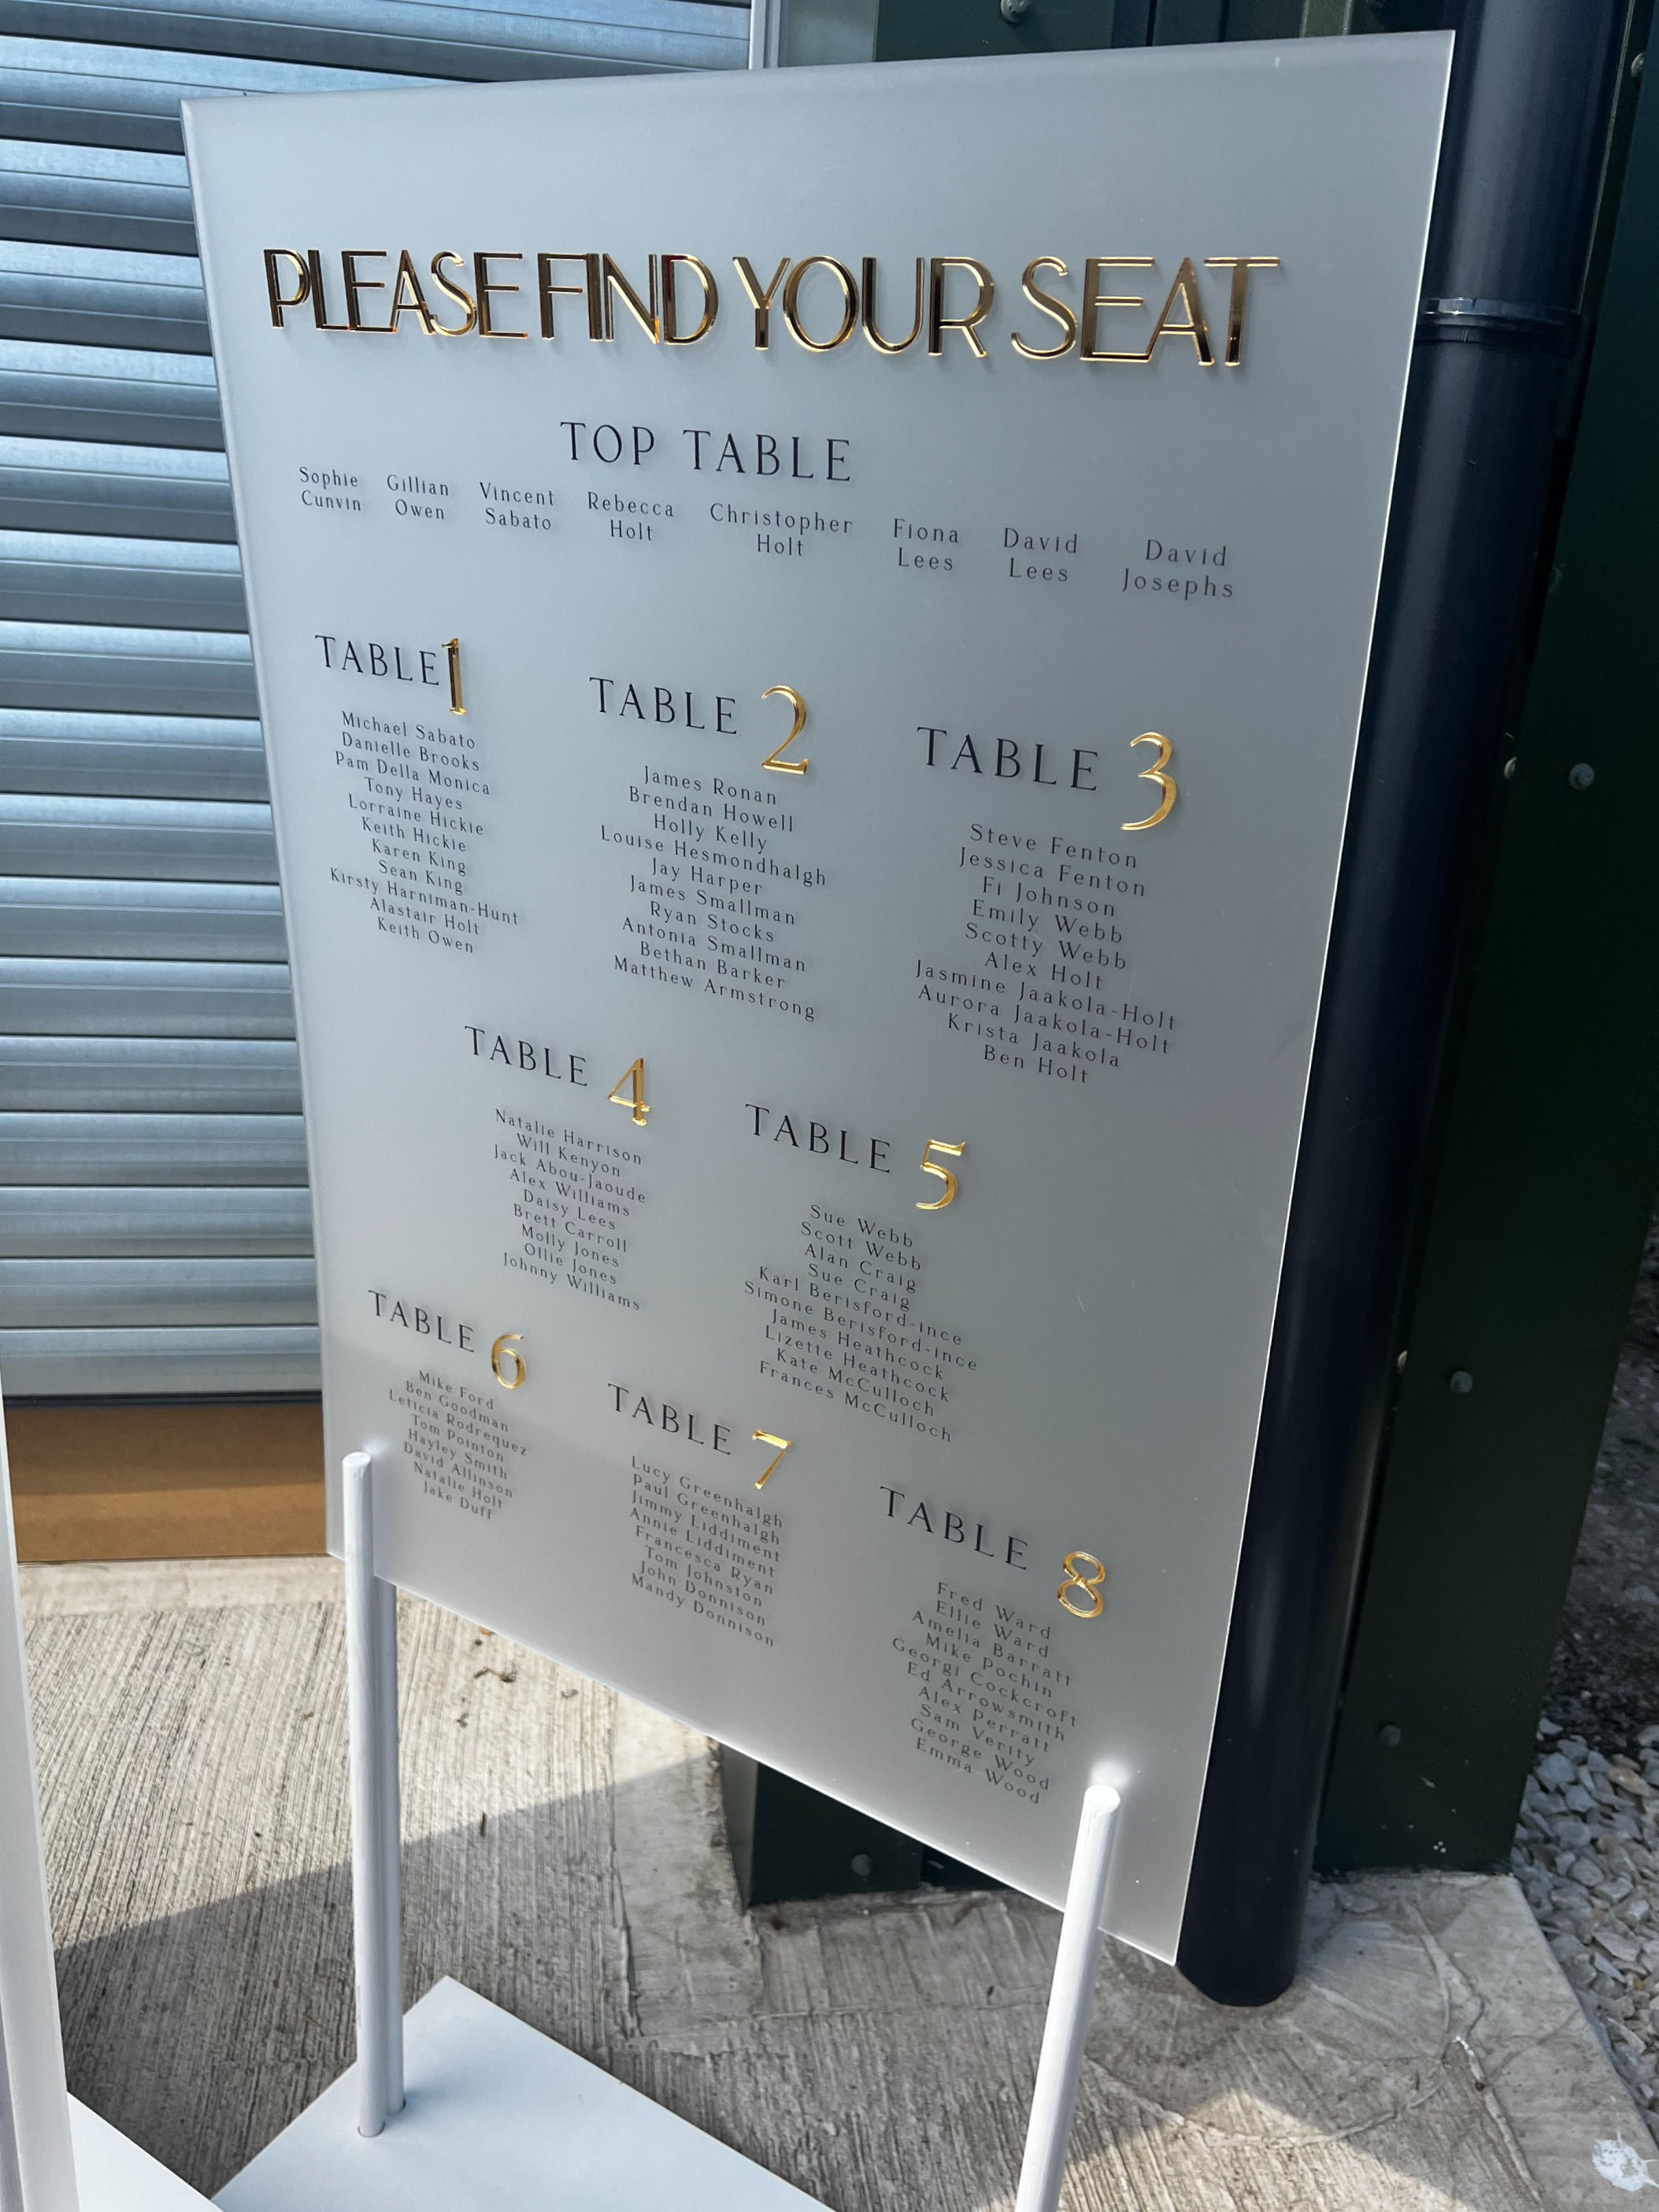 PLEASE FIND YOUR SEAT
TOP TABLE
Sophie Cunvin
Gillian Owen
Vincent Sabato
Rebecca Holt
Christopher Holt
Fiona Lees
David Lees
David Josephs
TABLE 1
Michael Sabato
Danielle Brooks
Pam Della Monica
Tony Hayes
Lorraine Hickie
Keith Hickie
Karen King
Sean King
Kirsty Harniman-Hunt
Alastair Holt
Keith Owen
TABLE 2
James Ronan
Brendan Howell
Holly Kelly
Louise Hesmondhalgh
Jay Harper
James Smallman
Ryan Stocks
Antonia Smallman
Bethan Barker
Matthew Armstrong
TABLE 3
Steve Fenton
Jessica Fenton
Fi Johnson
Emily Webb
Scotty Webb
Alex Holt
Jasmine Jaakola-Holt
Aurora Jaakola-Holt
Krista Jaakola
Ben Holt
TABLE 4
Natalie Harrison
Will Kenyon
Jack Abou-Jaoude
Alex Williams
Daisy Lees
Brett Carroll
Molly Jones
Ollie Jones
Johnny Williams
TABLE 5
Sue Webb
Scott Webb
Alan Craig
Sue Craig
Karl Berisford-ince
Simone Berisford-ince
James Heathcock
Lizette Heathcock
Kate McCulloch
Frances McCulloch
TABLE 6
Mike Ford
Ben Goodman
Leticia Rodrequez
Tom Pointon
Hayley Smith
David Allinson
Natalie Holt
Jake Duff
TABLE 7
Lucy Greenhalgh
Paul Greenhalgh
Jimmy Liddiment
Annie Liddiment
Francesca Ryan
Tom Johnston
John Donnison
Mandy Donnison
TABLE 8
Fred Ward
Ellie Ward
Amelia Barratt
Mike Pochin
Georgi Cockcroft
Ed Arrowsmith
Alex Perratt
Sam Verity
George Wood
Emma Wood